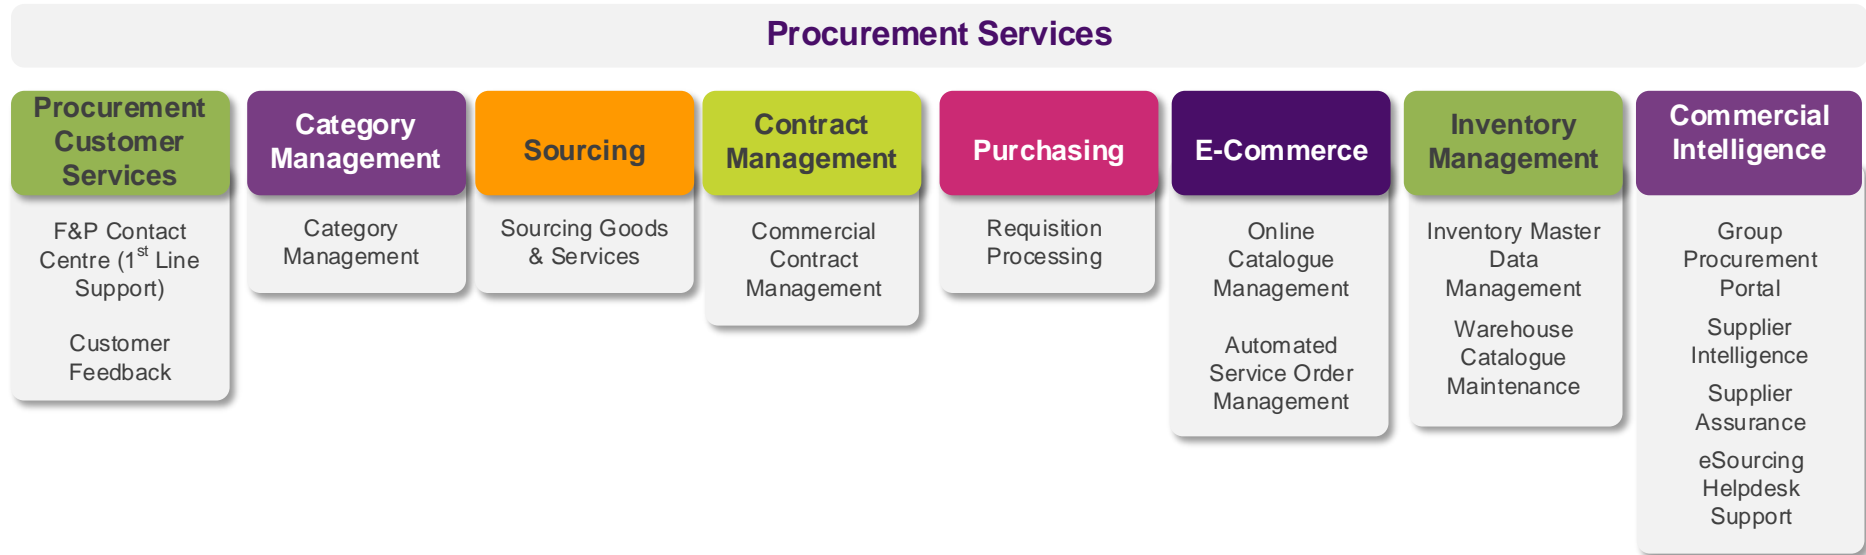 Procurement Services
Procurement
Customer
Services
F&P Contact
Centre (1st Line
Support)
Customer
Feedback
Category
Management
Category
Management
Sourcing
Sourcing Goods
& Services
Contract
Management
Commercial
Contract
Management
Purchasing
Requisition
Processing
E-Commerce
Online
Catalogue
Management
Automated
Service Order
Management
Inventory
Management
Inventory Master
Data
Management
Warehouse
Catalogue
Maintenance
Commercial
Intelligence
Group
Procurement
Portal
Supplier
Intelligence
Supplier
Assurance
eSourcing
Helpdesk
Support